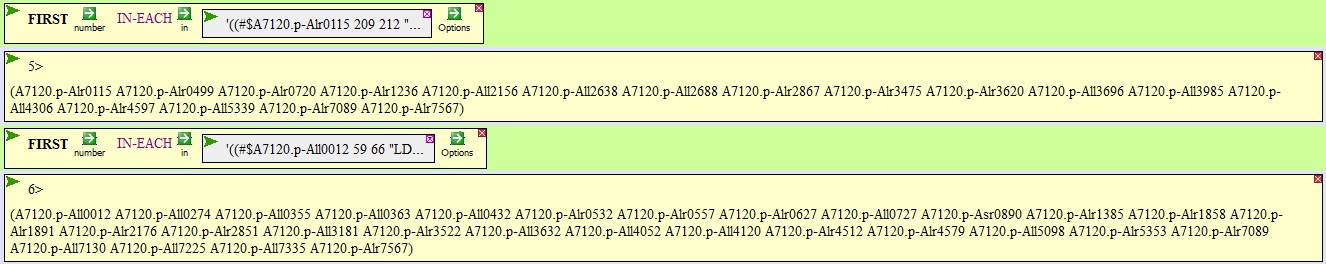 FIRST number IN-EACH in '((#$A7120.p-Alr0115 209 212 "... Options
5>
(A7120.p-Alr0115 A7120.p-Alr0499 A7120.p-Alr0720 A7120.p-Alr1236 A7120.p-All2156 A7120.p-All2638 A7120.p-All2688 A7120.p-Alr2867 A7120.p-Alr3475 A7120.p-Alr3620 A7120.p-All3696 A7120.p-All3985 A7120.p-
All4306 A7120.p-Alr4597 A7120.p-All5339 A7120.p-Alr7089 A7120.p-Alr7567)
FIRST number IN-EACH in '((#$A7120.p-All0012 59 66 "LD... Options
6>
(A7120.p-All0012 A7120.p-All0274 A7120.p-All0355 A7120.p-All0363 A7120.p-All0432 A7120.p-Alr0532 A7120.p-Alr0557 A7120.p-Alr0627 A7120.p-All0727 A7120.p-Asr0890 A7120.p-Alr1385 A7120.p-Alr1858 A7120.p-
Alr1891 A7120.p-Alr2176 A7120.p-Alr2851 A7120.p-All3181 A7120.p-Alr3522 A7120.p-All3632 A7120.p-All4052 A7120.p-All4120 A7120.p-Alr4512 A7120.p-Alr4579 A7120.p-All5098 A7120.p-Alr5353 A7120.p-Alr7089
A7120.p-All7130 A7120.p-All7225 A7120.p-All7335 A7120.p-Alr7567)